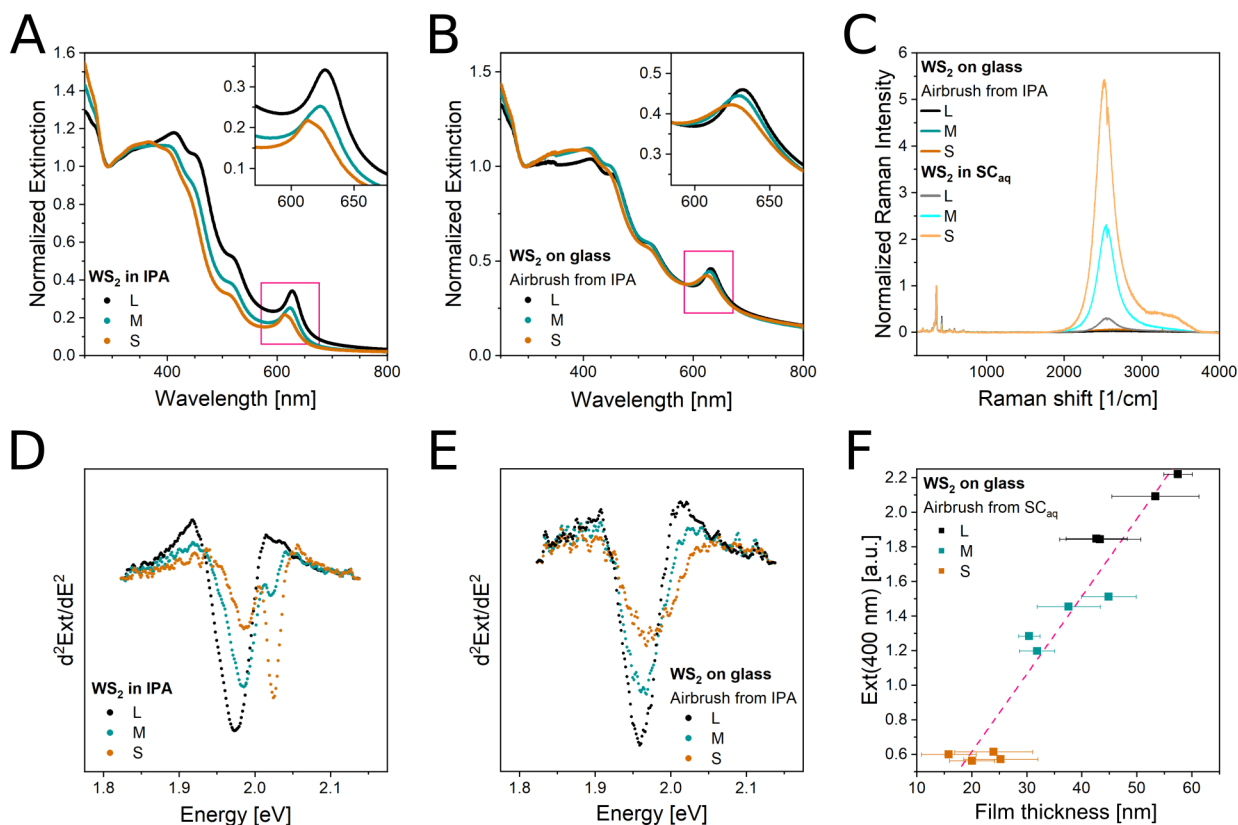 A
Normalized Extinction
1.6
1.4
1.2
1.0
0.8
0.6
0.4
0.2
0.0
0.3
0.2
0.1
600
650
WS2 in IPA
L
M
S
400
600
800
Wavelength [nm]
B
Normalized Extinction
1.5
1.0
0.5
0.0
0.5
0.4
0.3
600
650
WS2 on glass
Airbrush from IPA
L
M
S
400
600
800
Wavelength [nm]
C
Normalized Raman Intensity
6
5
4
3
2
1
0
WS2 on glass
Airbrush from IPA
L
M
S
WS2 in SCaq
L
M
S
1000
2000
3000
4000
Raman shift [1/cm]
D
d2Ext/dE2
WS2 in IPA
L
M
S
1.8
1.9
2.0
2.1
Energy [eV]
E
d2Ext/dE2
WS2 on glass
Airbrush from IPA
L
M
S
1.8
1.9
2.0
2.1
Energy [eV]
F
Ext(400 nm) [a.u.]
2.2
2.0
1.8
1.6
1.4
1.2
1.0
0.8
0.6
WS2 on glass
Airbrush from SCaq
L
M
S
10
20
30
40
50
60
Film thickness [nm]